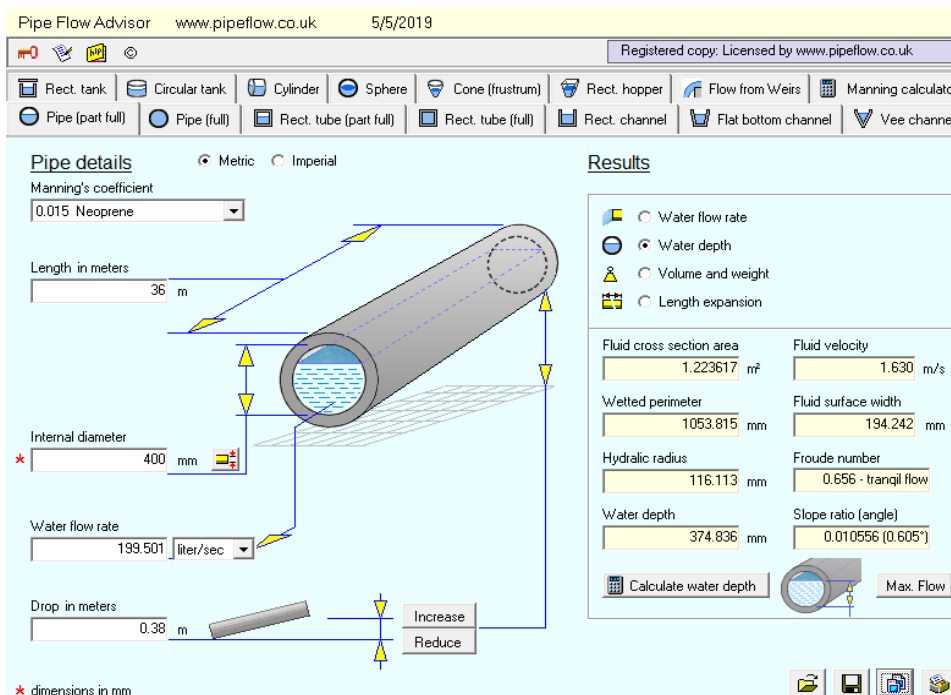 Pipe Flow Advisor www.pipeflow.co.uk 5/5/2019
help ©
Registered copy: Licensed by www.pipeflow.co.uk
Rect. tank Circular tank Cylinder Sphere Cone (frustrum) Rect. hopper Flow from Weirs Manning calculato
Pipe (part full) Pipe (full) Rect. tube (part full) Rect. tube (full) Rect. channel Flat bottom channel Vee channe
Pipe details Metric Imperial
Manning's coefficient
0.015 Neoprene
Length in meters
36 m
Internal diameter
* 400 mm
Water flow rate
199.501 liter/sec
Drop in meters
0.38 m
Increase
Reduce
* dimensions in mm
Results
Water flow rate
Water depth
Volume and weight
Length expansion
Fluid cross section area Fluid velocity
1.223617 m² 1.630 m/s
Wetted perimeter Fluid surface width
1053.815 mm 194.242 mm
Hydralic radius Froude number
116.113 mm 0.656 - tranqil flow
Water depth Slope ratio (angle)
374.836 mm 0.010556 (0.605°)
Calculate water depth Max. Flow